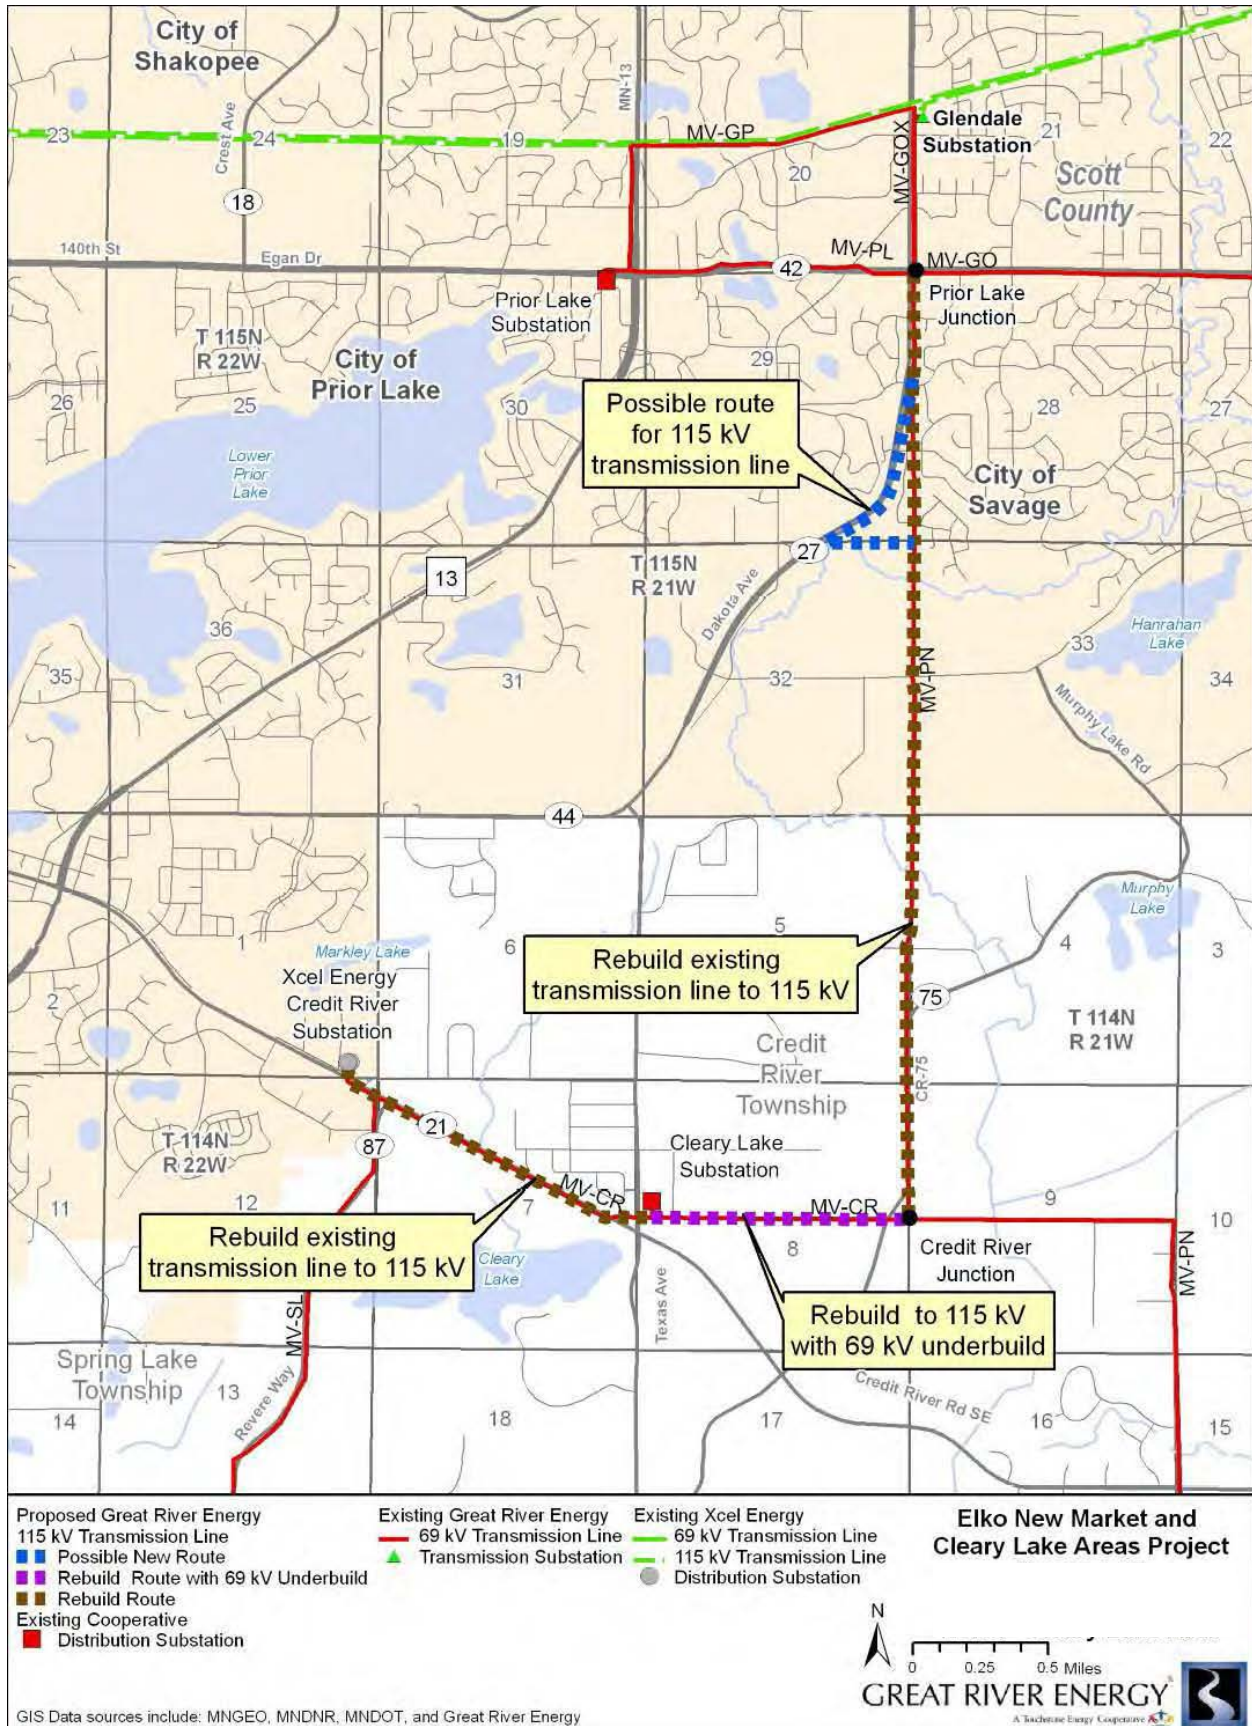 City of
Shakopee
MN-13
Crest Ave
23
24
19
MV-GP
20
MV-GOX
Glendale
Substation
21
22
Scott
County
18
140th St
Egan Dr
MV-PL
42
MV-GO
Prior Lake
Substation
Prior Lake
Junction
T 115N
R 22W
City of
Prior Lake
29
26
25
30
28
27
Possible route
for 115 kV
transmission line
Lower
Prior
Lake
City of
Savage
27
13
T 115N
R 21W
Dakota Ave
36
Hanrahan
Lake
33
35
31
32
34
MV-PN
Murphy Lake Rd
44
Murphy
Lake
1
Markley Lake
6
5
4
3
Rebuild existing
transmission line to 115 kV
Xcel Energy
Credit River
Substation
2
75
T 114N
R 21W
Credit
River
Township
CR-75
21
87
T 114N
R 22W
Cleary Lake
Substation
11
12
7
MV-CR
MV-CR
8
9
10
Rebuild existing
transmission line to 115 kV
Cleary
Lake
Credit River
Junction
MV-PN
MV-SL
Texas Ave
Rebuild to 115 kV
with 69 kV underbuild
Spring Lake
Township
13
Revere Way
Credit River Rd SE
14
18
17
16
15
Proposed Great River Energy
115 kV Transmission Line
Possible New Route
Rebuild Route with 69 kV Underbuild
Rebuild Route
Existing Cooperative
Distribution Substation
Existing Great River Energy
69 kV Transmission Line
Transmission Substation
Existing Xcel Energy
69 kV Transmission Line
115 kV Transmission Line
Distribution Substation
Elko New Market and
Cleary Lake Areas Project
N
0 0.25 0.5 Miles
GREAT RIVER ENERGY
A Touchstone Energy Cooperative
GIS Data sources include: MNGEO, MNDNR, MNDOT, and Great River Energy